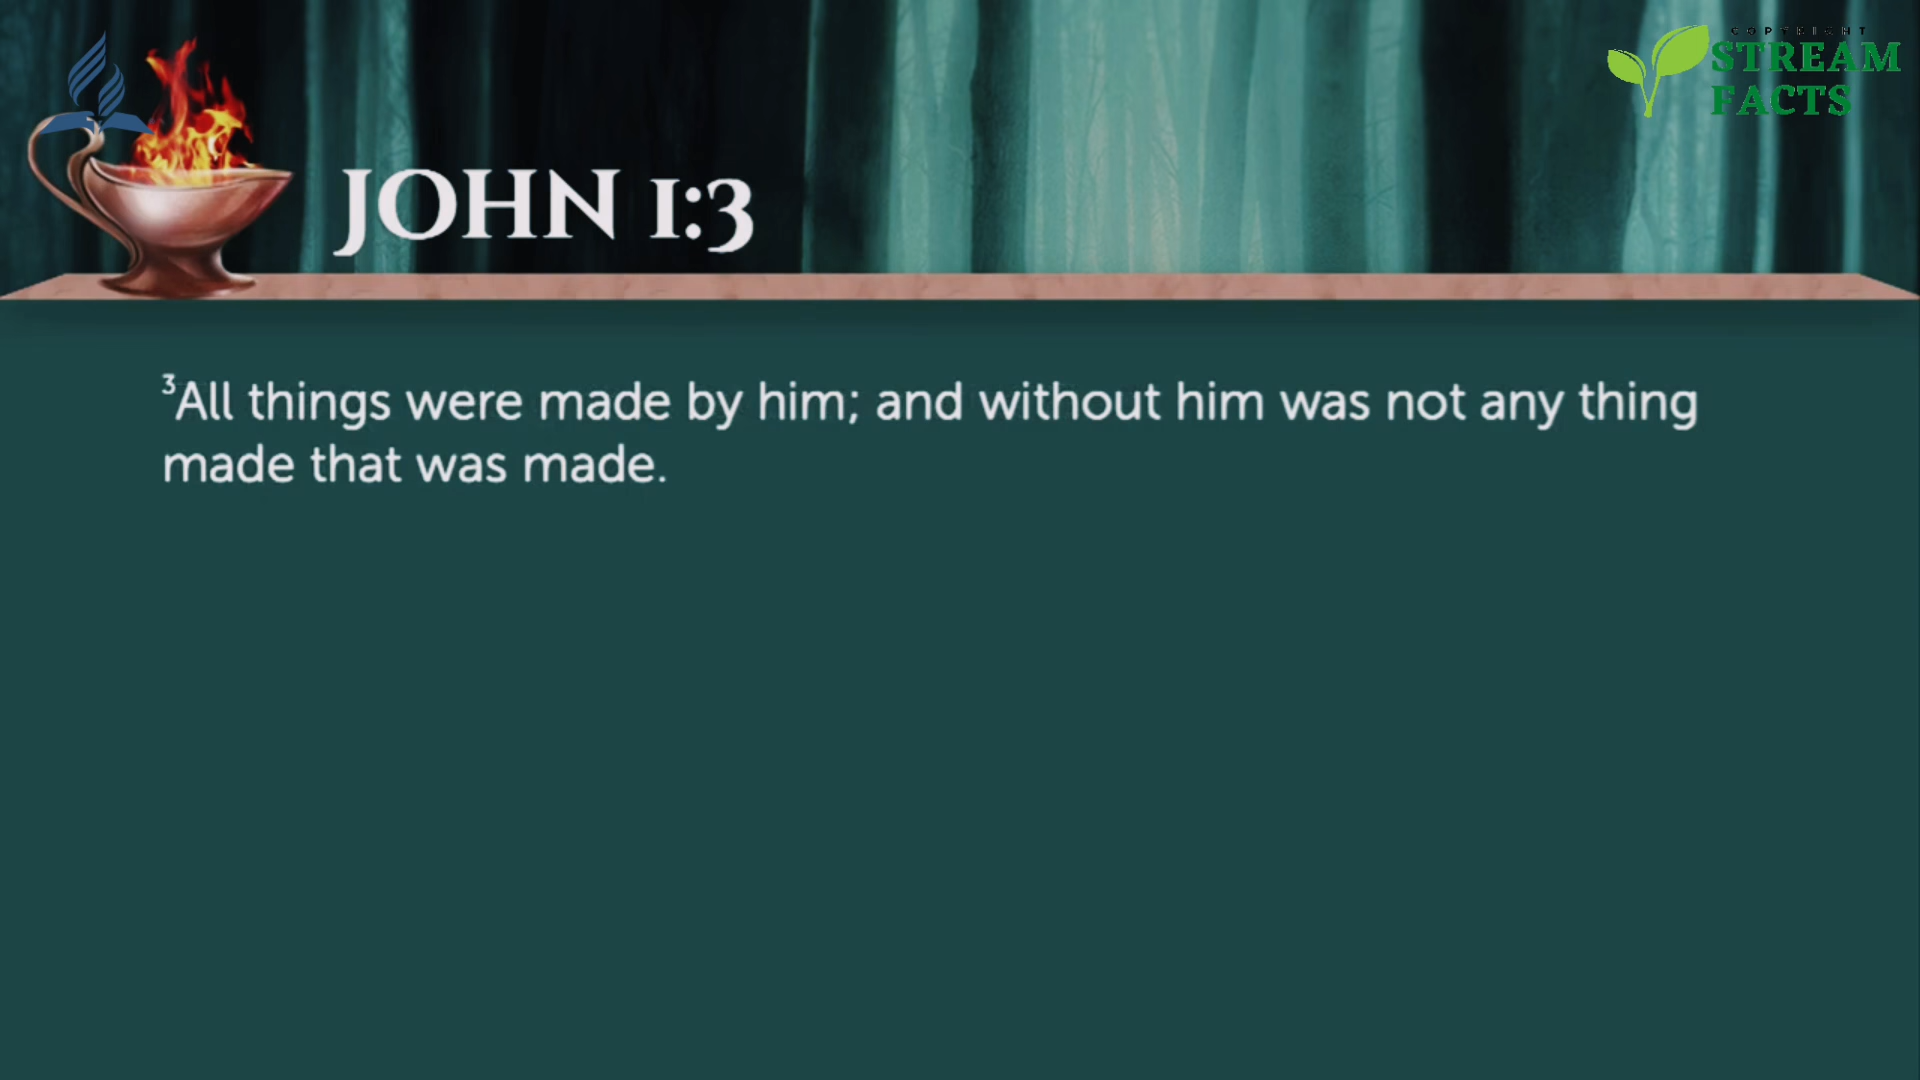 COPYRIGHT
STREAM
FACTS
JOHN 1:3
³All things were made by him; and without him was not any thing
made that was made.